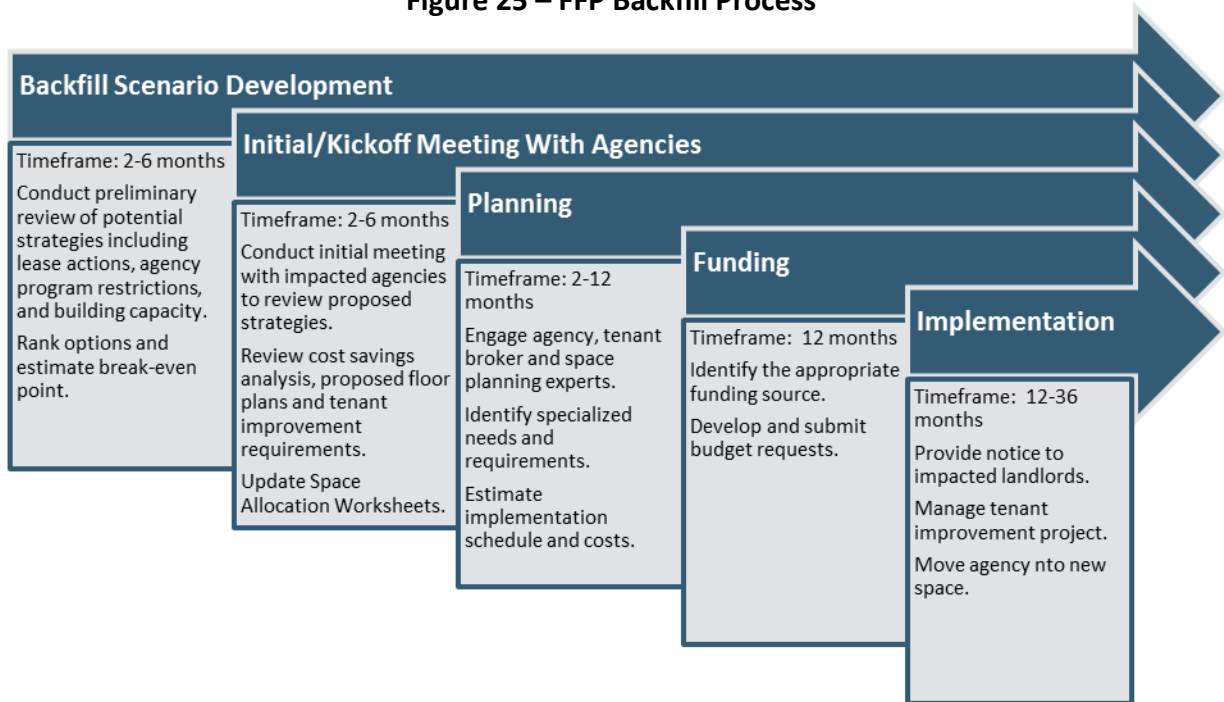 Figure 25 – FFP Backfill Process
Backfill Scenario Development
Timeframe: 2-6 months
Conduct preliminary
review of potential
strategies including
lease actions, agency
program restrictions,
and building capacity.
Rank options and
estimate break-even
point.
Initial/Kickoff Meeting With Agencies
Timeframe: 2-6 months
Conduct initial meeting
with impacted agencies
to review proposed
strategies.
Review cost savings
analysis, proposed floor
plans and tenant
improvement
requirements.
Update Space
Allocation Worksheets.
Planning
Timeframe: 2-12
months
Engage agency, tenant
broker and space
planning experts.
Identify specialized
needs and
requirements.
Estimate
implementation
schedule and costs.
Funding
Timeframe:  12 months
Identify the appropriate
funding source.
Develop and submit
budget requests.
Implementation
Timeframe:  12-36
months
Provide notice to
impacted landlords.
Manage tenant
improvement project.
Move agency nto new
space.